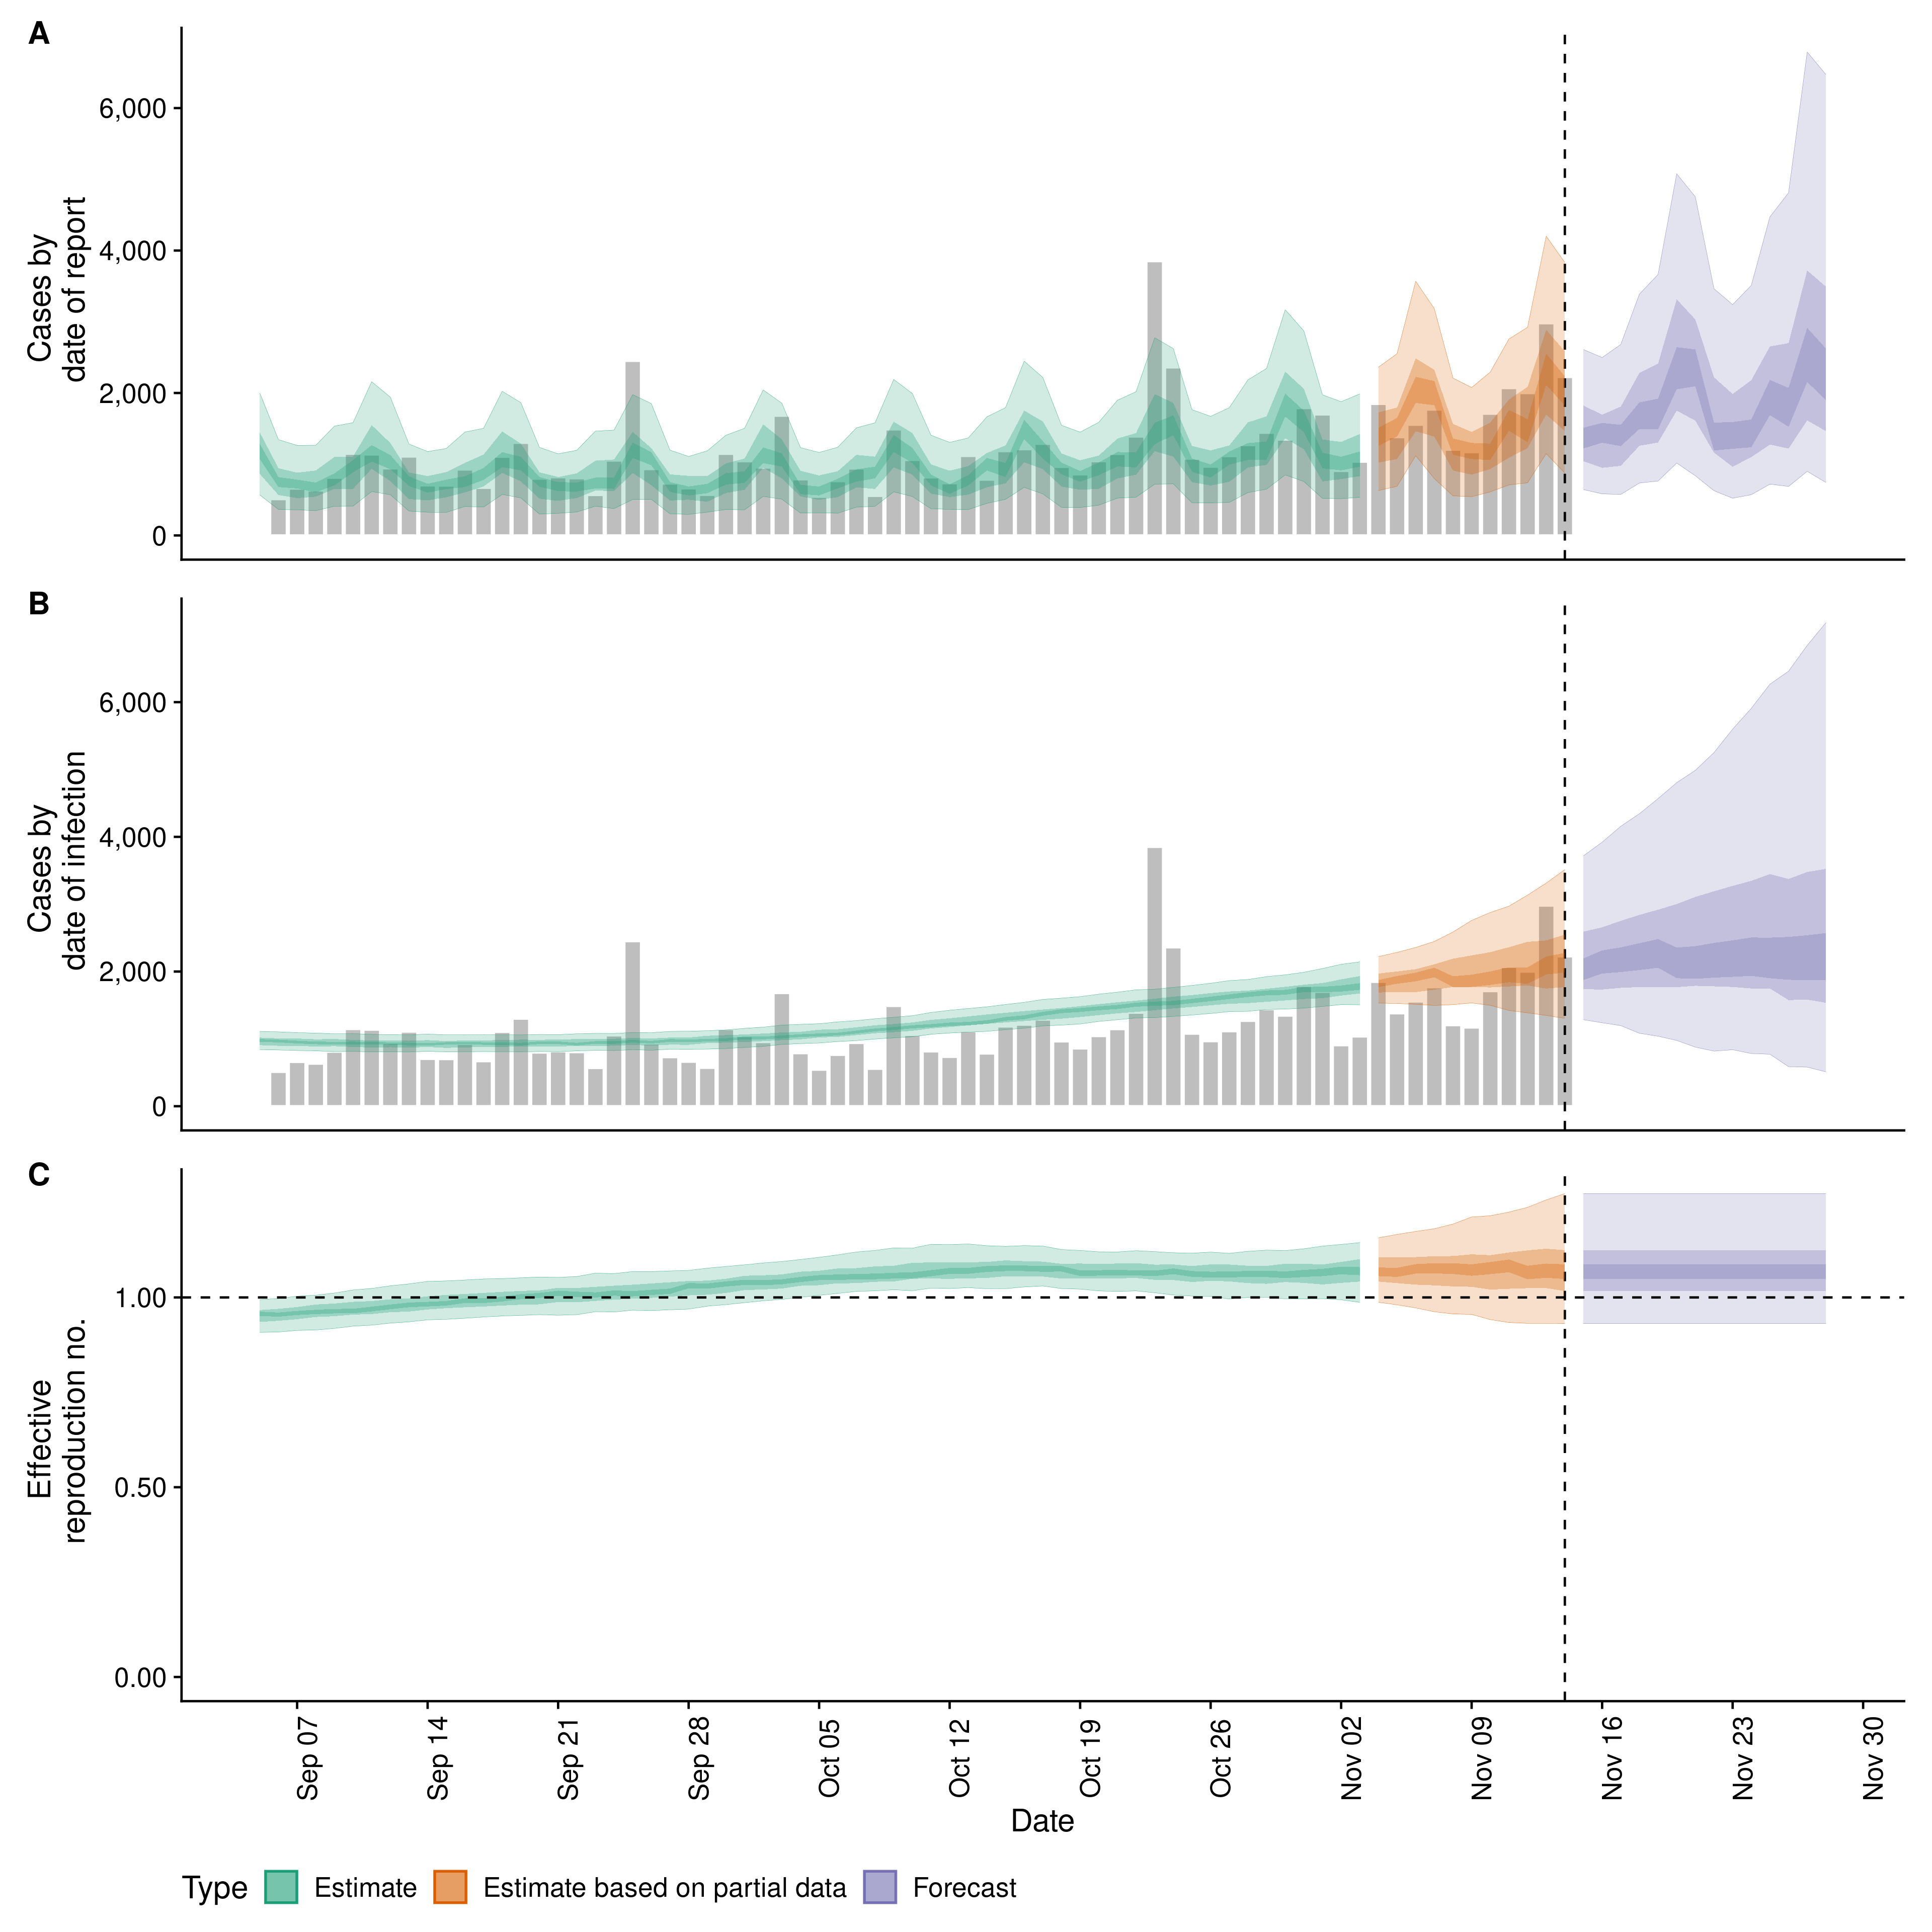 A
Cases by
date of report
6,000
4,000
2,000
0
B
Cases by
date of infection
6,000
4,000
2,000
0
C
Effective
reproduction no.
1.00
0.50
0.00
Sep 07
Sep 14
Sep 21
Sep 28
Oct 05
Oct 12
Oct 19
Oct 26
Nov 02
Nov 09
Nov 16
Nov 23
Nov 30
Date
Type Estimate Estimate based on partial data Forecast